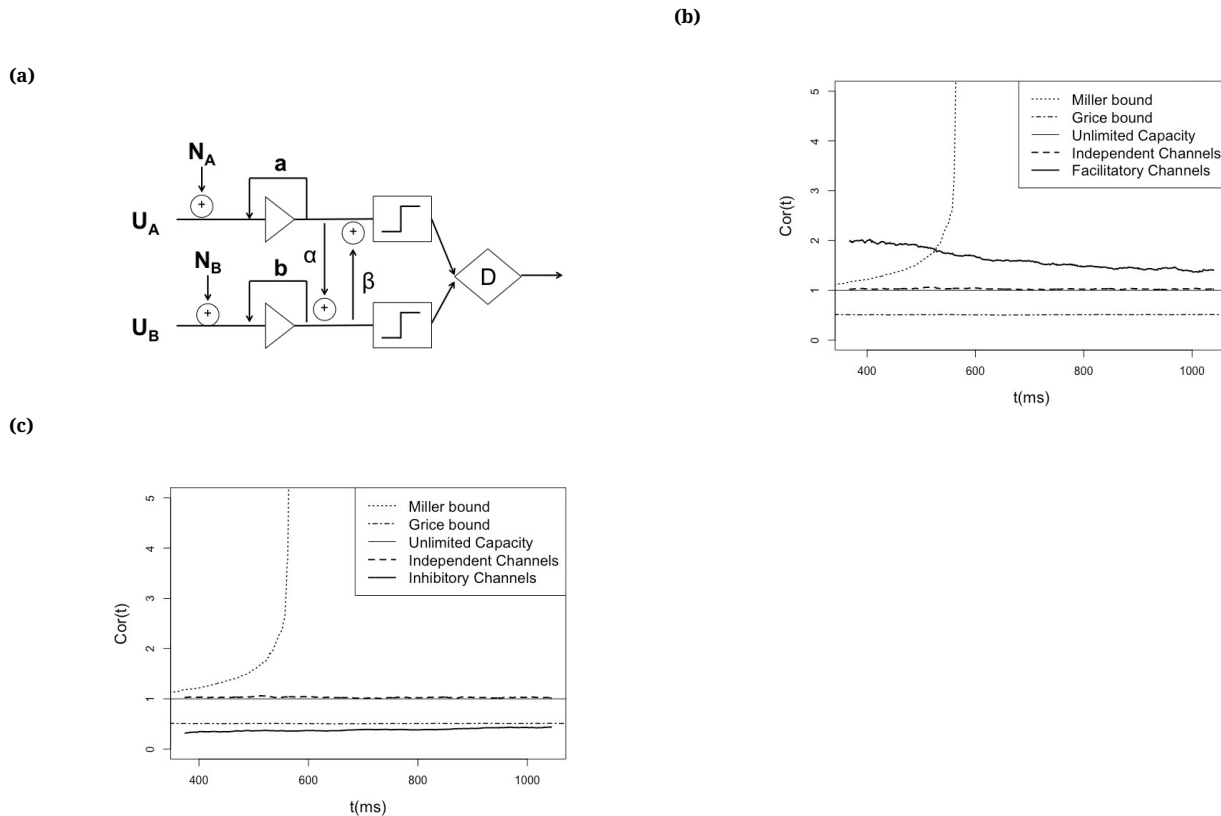 (a)
N_A
a
+
U_A
α
+
β
D
N_B
b
+
+
U_B
(b)
Cor(t)
5
4
3
2
1
0
Miller bound
Grice bound
Unlimited Capacity
Independent Channels
Facilitatory Channels
400 600 800 1000
t(ms)
(c)
Cor(t)
5
4
3
2
1
0
Miller bound
Grice bound
Unlimited Capacity
Independent Channels
Inhibitory Channels
400 600 800 1000
t(ms)